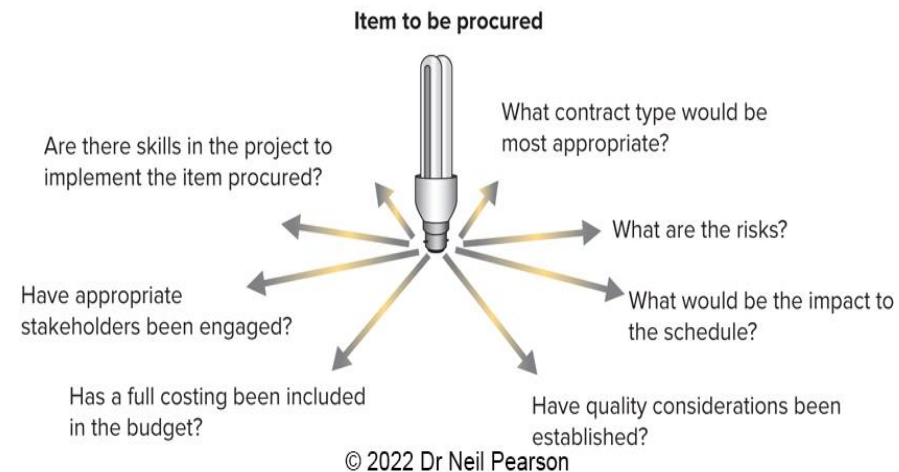 Item to be procured
What contract type would be
most appropriate?
Are there skills in the project to
implement the item procured?
What are the risks?
Have appropriate
stakeholders been engaged?
What would be the impact to
the schedule?
Has a full costing been included
in the budget?
Have quality considerations been
established?
© 2022 Dr Neil Pearson